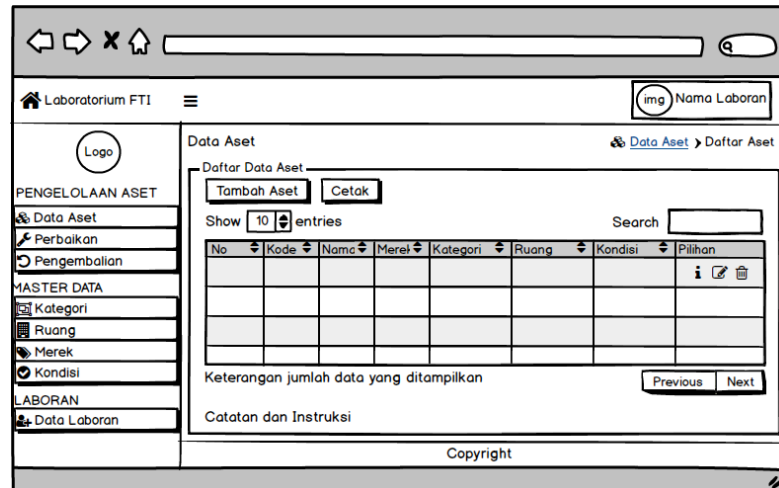 Laboratorium FTI
img Nama Laboran
Logo
PENGELOLAAN ASET
Data Aset
Perbaikan
Pengembalian
MASTER DATA
Kategori
Ruang
Merek
Kondisi
LABORAN
Data Laboran
Data Aset
Data Aset > Daftar Aset
Daftar Data Aset
Tambah Aset Cetak
Show 10 entries Search
No Kode Nama Merek Kategori Ruang Kondisi Pilihan
Keterangan jumlah data yang ditampilkan
Previous Next
Catatan dan Instruksi
Copyright